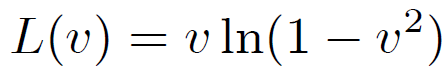 L(v) = v ln(1 − v²)